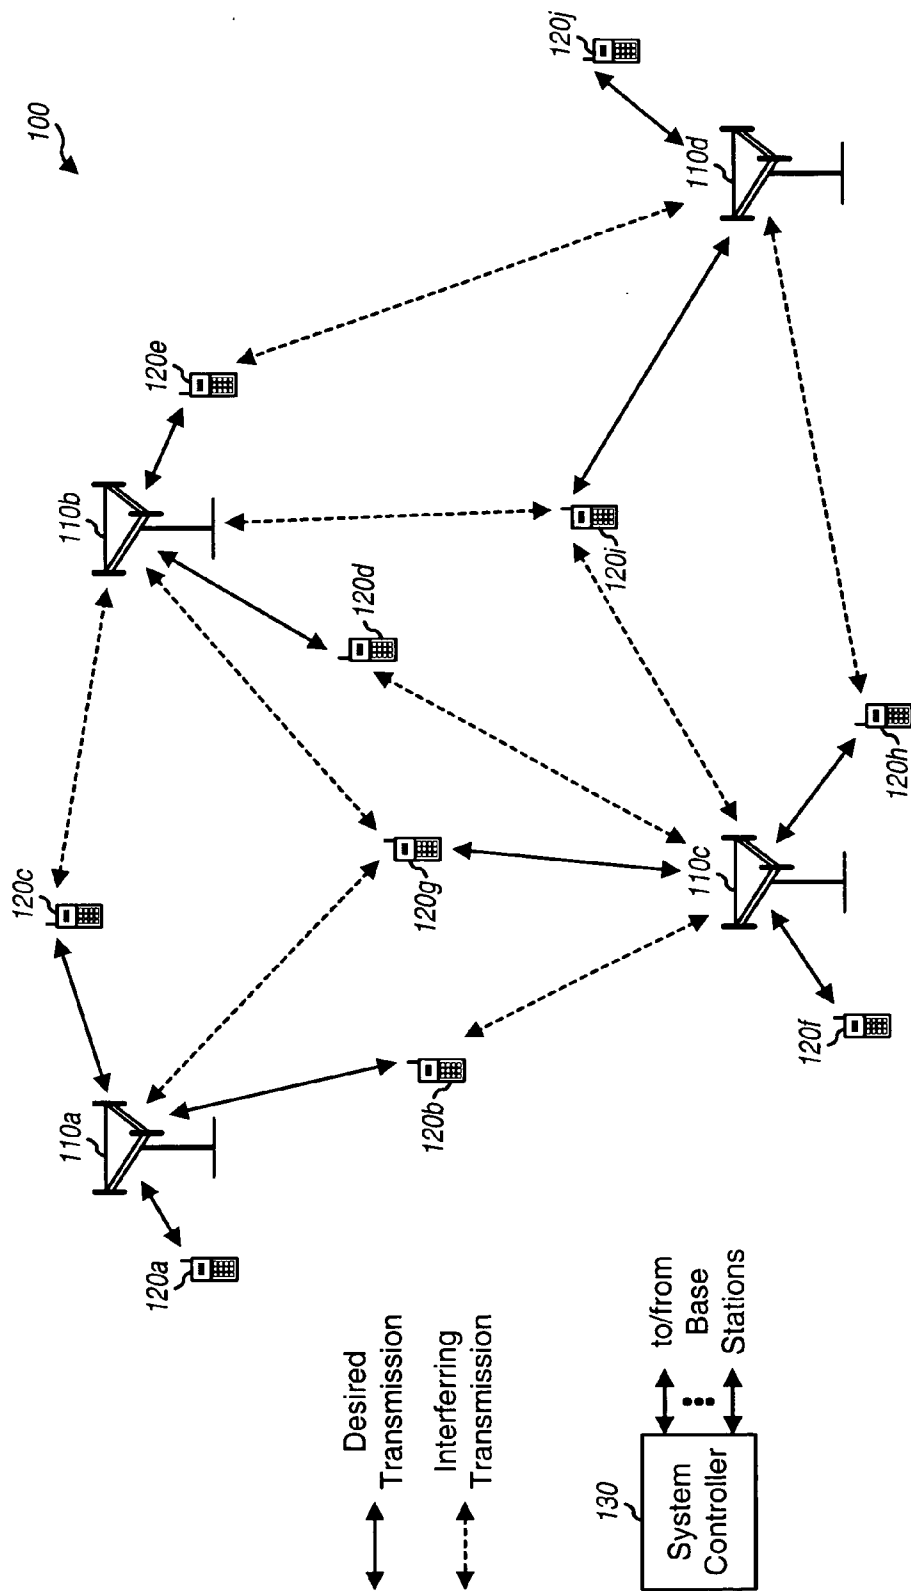 100
120j
110d
120e
110b
120i
120d
120h
120c
120g
110c
120f
110a
120b
120a
Desired
Transmission
Interferring
Transmission
130
System
Controller
to/from
Base
Stations